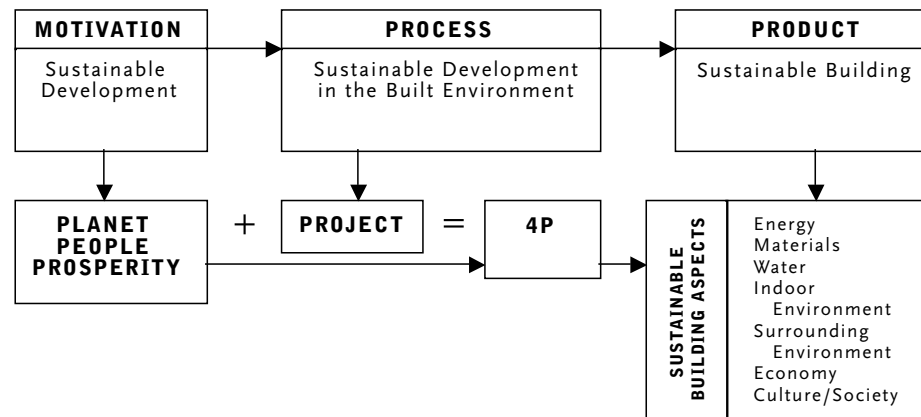 MOTIVATION
Sustainable
Development
PROCESS
Sustainable Development
in the Built Environment
PRODUCT
Sustainable Building
PLANET
PEOPLE
PROSPERITY
+
PROJECT
=
4P
SUSTAINABLE
BUILDING ASPECTS
Energy
Materials
Water
Indoor
Environment
Surrounding
Environment
Economy
Culture/Society